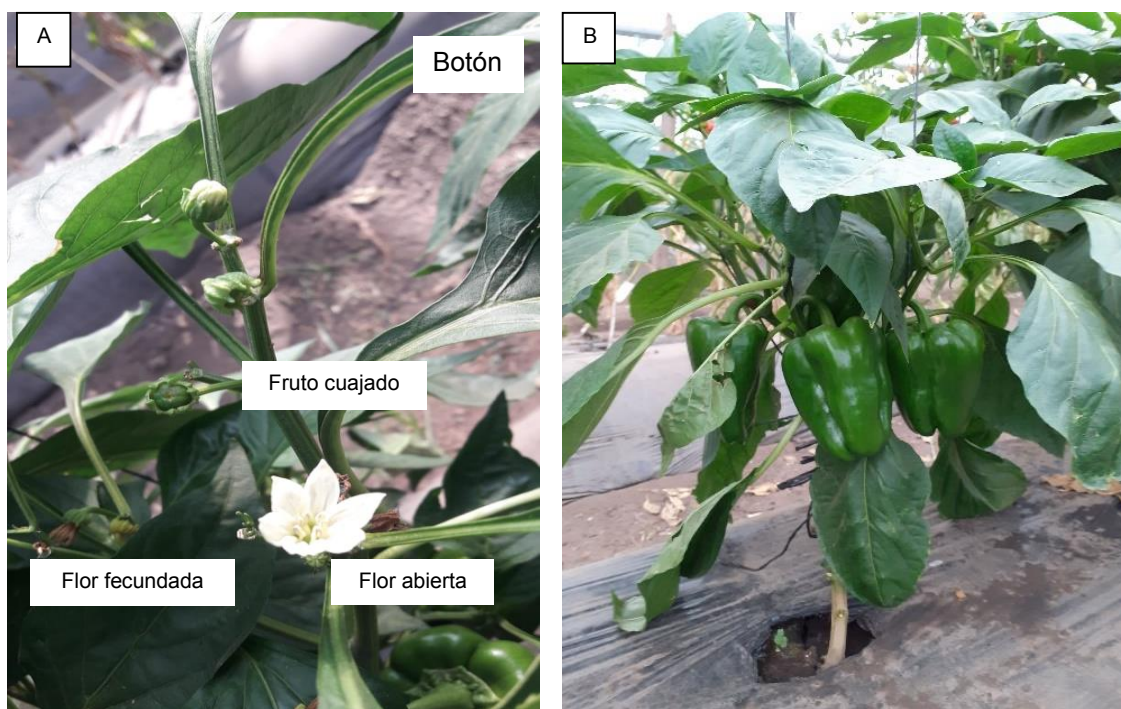 A
Botón
B
Fruto cuajado
Flor fecundada
Flor abierta